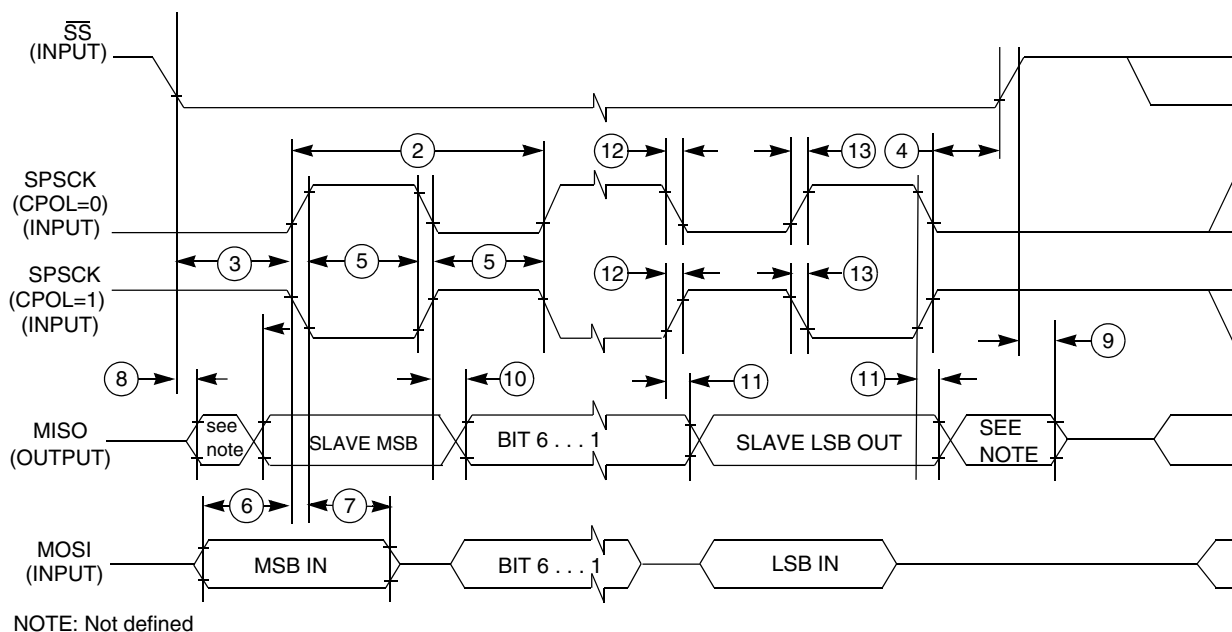 SS
(INPUT)
2
12
13
4
SPSCK
(CPOL=0)
(INPUT)
3
5
5
SPSCK
(CPOL=1)
(INPUT)
12
13
9
8
10
11
11
MISO
(OUTPUT)
see
note
SLAVE MSB
BIT 6 . . . 1
SLAVE LSB OUT
SEE
NOTE
6
7
MOSI
(INPUT)
MSB IN
BIT 6 . . . 1
LSB IN
NOTE: Not defined